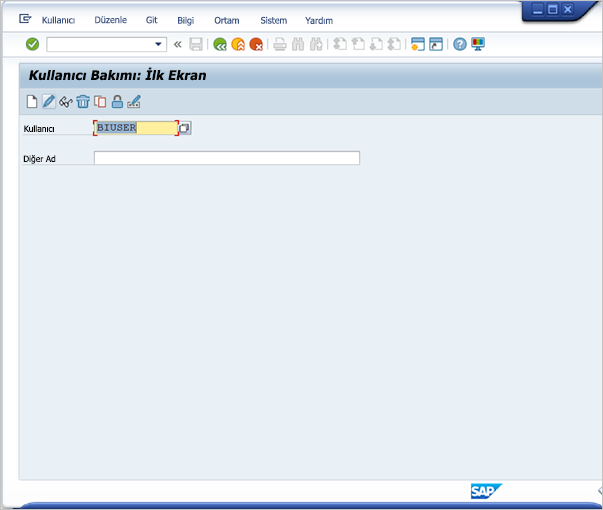 Kullanıcı Düzenle Git Bilgi Ortam Sistem Yardım
Kullanıcı Bakımı: İlk Ekran
Kullanıcı BIUSER
Diğer Ad
SAP